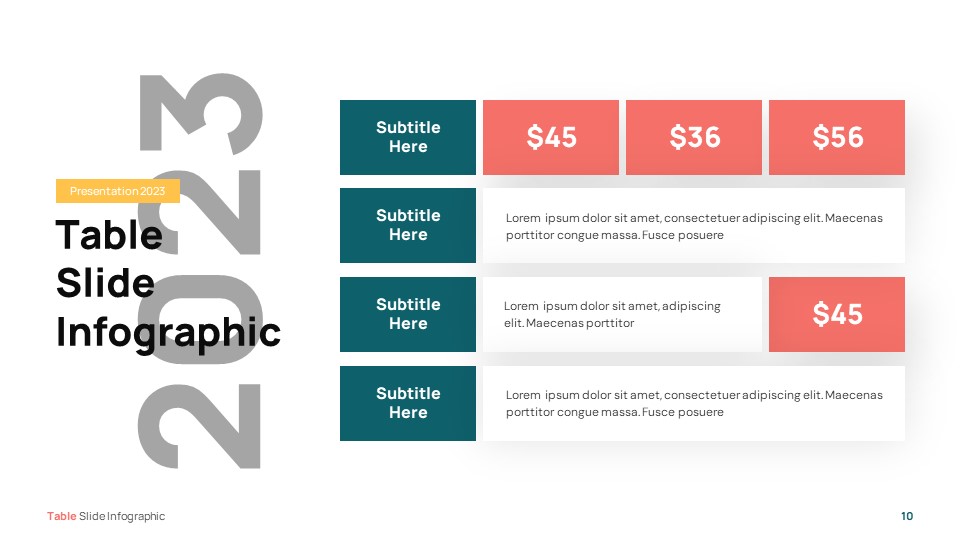 2023
Presentation 2023
Table
Slide
Infographic
Subtitle
Here
$45
$36
$56
Subtitle
Here
Lorem ipsum dolor sit amet, consectetuer adipiscing elit. Maecenas
porttitor congue massa. Fusce posuere
Subtitle
Here
Lorem ipsum dolor sit amet, adipiscing
elit. Maecenas porttitor
$45
Subtitle
Here
Lorem ipsum dolor sit amet, consectetuer adipiscing elit. Maecenas
porttitor congue massa. Fusce posuere
Table Slide Infographic
10